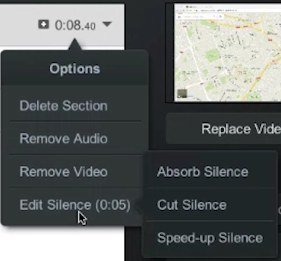 0:08.40
Options
Delete Section
Remove Audio
Remove Video
Edit Silence (0:05)
Replace Vide
Absorb Silence
Cut Silence
Speed-up Silence